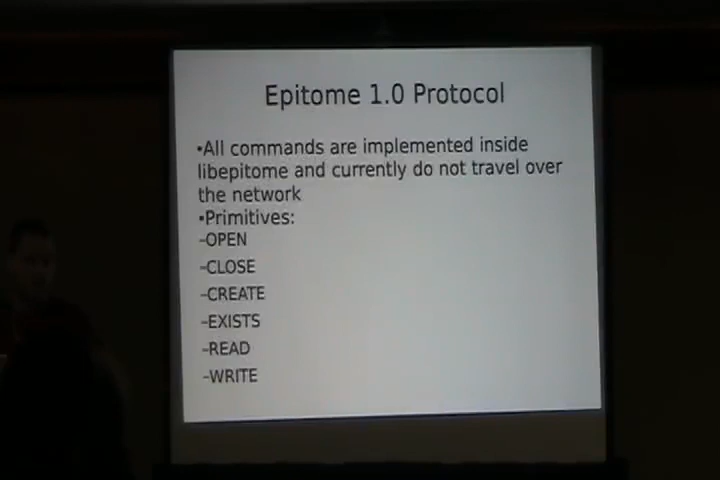 Epitome 1.0 Protocol
•All commands are implemented inside
libepitome and currently do not travel over
the network
•Primitives:
–OPEN
–CLOSE
–CREATE
–EXISTS
–READ
–WRITE